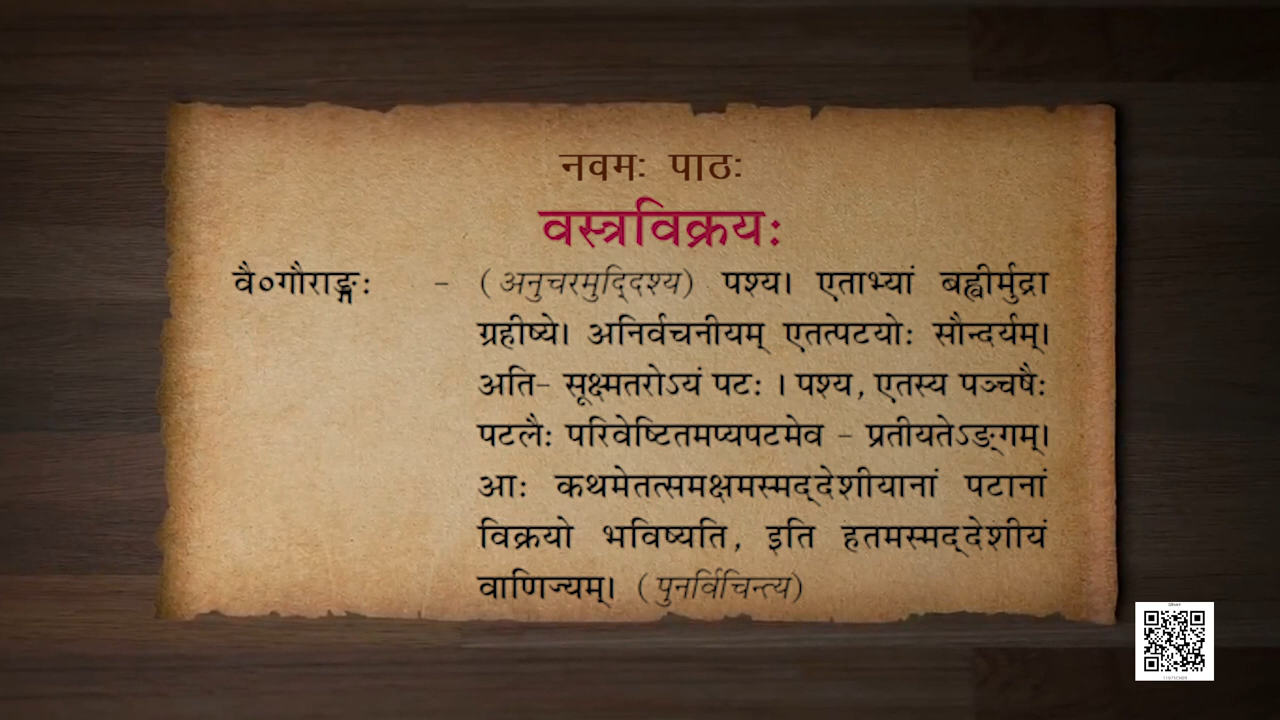 नवमः पाठः
वस्त्रविक्रयः
वै०गौराङ्गः - (अनुचरमुद्दिश्य) पश्य। एताभ्यां बह्वीर्मुद्रा
ग्रहीष्ये। अनिर्वचनीयम् एतत्पटयोः सौन्दर्यम्।
अति- सूक्ष्मतरोऽयं पटः । पश्य, एतस्य पञ्चषैः
पटलैः परिवेष्टितमप्यपटमेव - प्रतीयतेऽङ्गम्।
आः कथमेतत्समक्षमस्मद्देशीयानां पटानां
विक्रयो भविष्यति, इति हतमस्मद्देशीयं
वाणिज्यम्। (पुनर्विचिन्त्य)